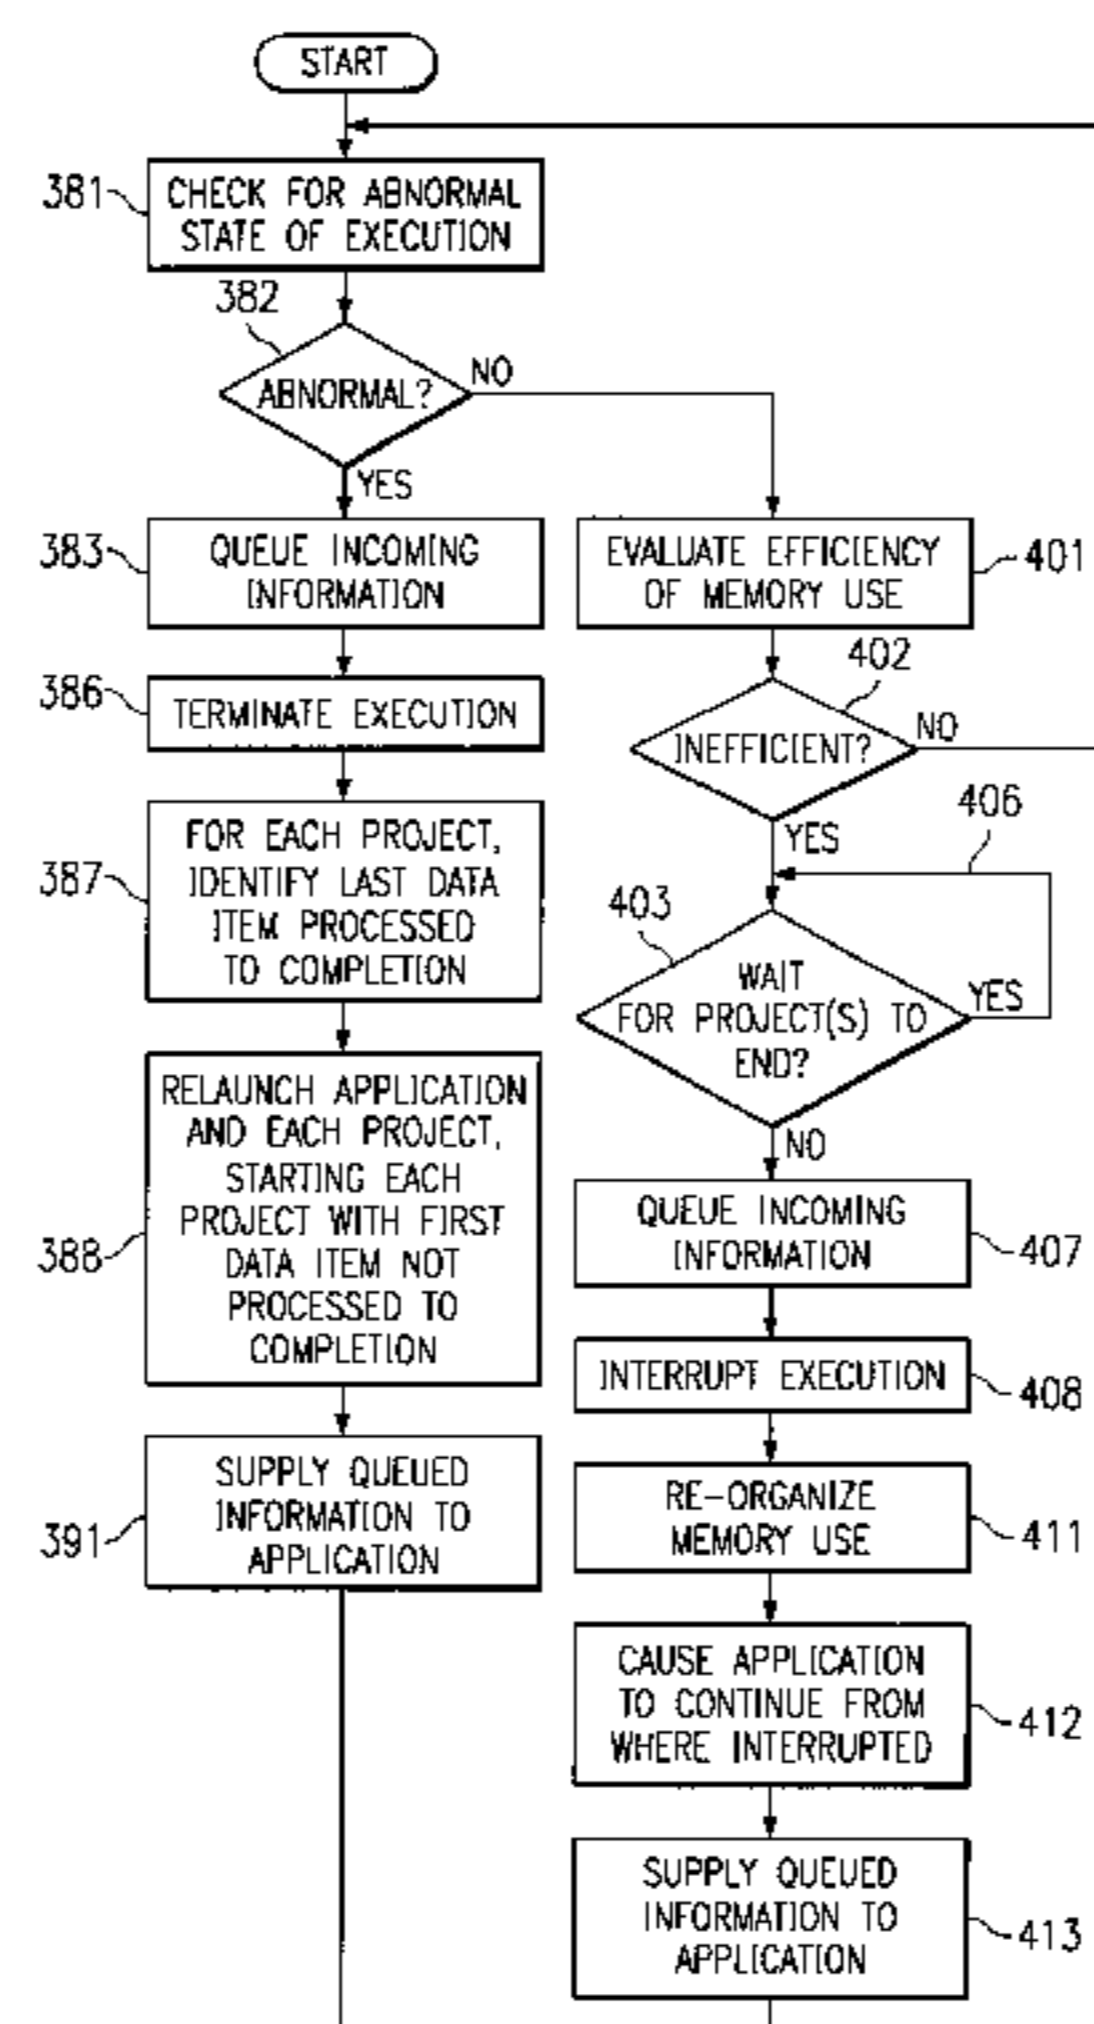 START
381
CHECK FOR ABNORMAL
STATE OF EXECUTION
382
ABNORMAL?
NO
YES
383
QUEUE INCOMING
INFORMATION
386
TERMINATE EXECUTION
387
FOR EACH PROJECT,
IDENTIFY LAST DATA
ITEM PROCESSED
TO COMPLETION
388
RELAUNCH APPLICATION
AND EACH PROJECT,
STARTING EACH
PROJECT WITH FIRST
DATA ITEM NOT
PROCESSED TO
COMPLETION
391
SUPPLY QUEUED
INFORMATION TO
APPLICATION
EVALUATE EFFICIENCY
OF MEMORY USE
401
402
INEFFICIENT?
NO
YES
406
403
WAIT
FOR PROJECT(S) TO
END?
YES
NO
QUEUE INCOMING
INFORMATION
407
INTERRUPT EXECUTION
408
RE-ORGANIZE
MEMORY USE
411
CAUSE APPLICATION
TO CONTINUE FROM
WHERE INTERRUPTED
412
SUPPLY QUEUED
INFORMATION TO
APPLICATION
413